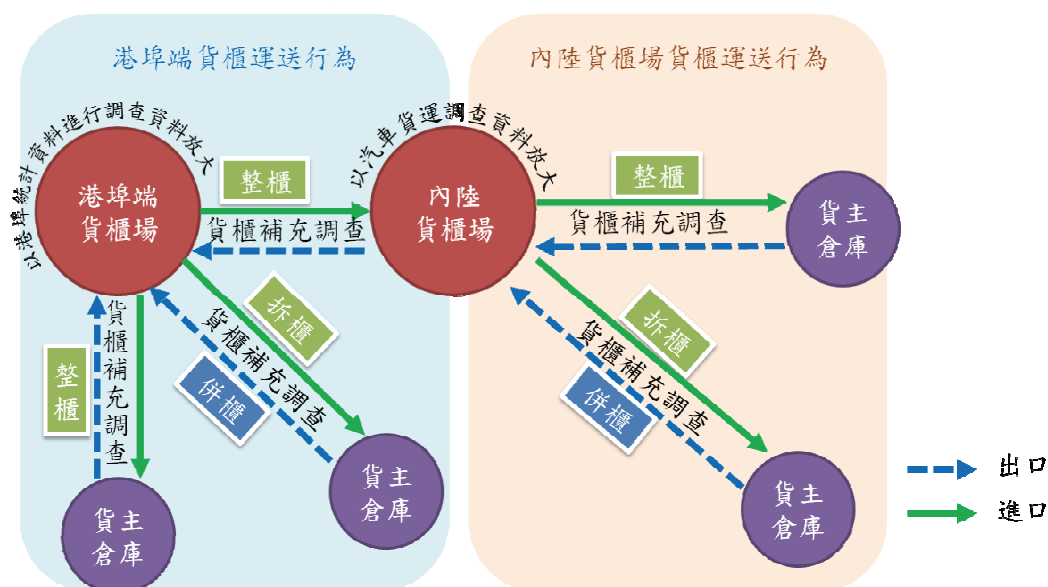 港埠端貨櫃運送行為
內陸貨櫃場貨櫃運送行為
以港埠統計資料進行調查資料放大
港埠端
貨櫃場
整櫃
貨櫃補充調查
以汽車貨運調查資料放大
內陸
貨櫃場
整櫃
貨櫃補充調查
貨主
倉庫
拆櫃
貨櫃補充調查
併櫃
整櫃
貨櫃補充調查
拆櫃
貨櫃補充調查
併櫃
貨主
倉庫
貨主
倉庫
貨主
倉庫
出口
進口